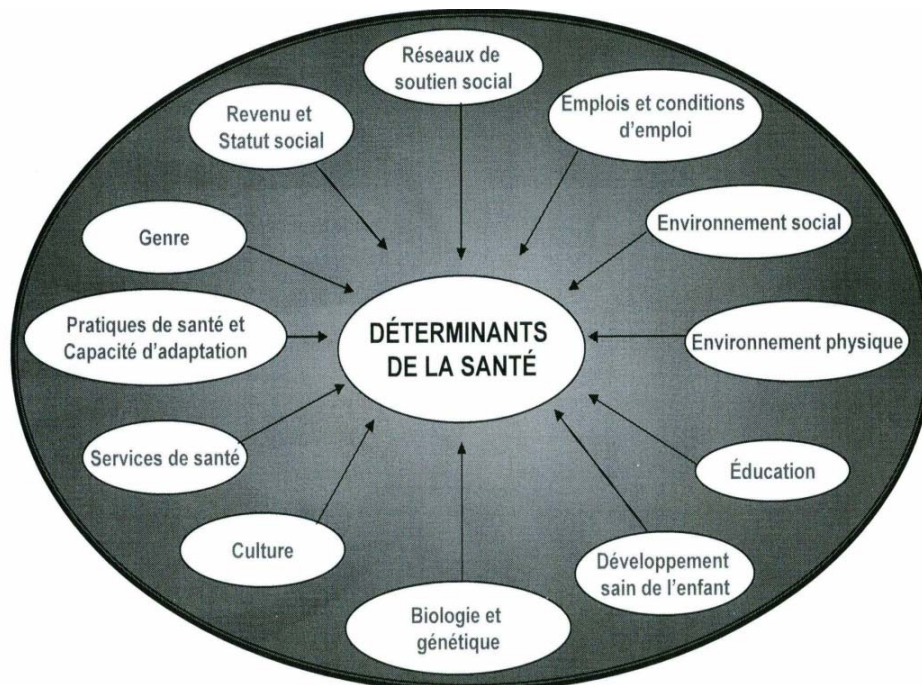 Réseaux de
soutien social
Emplois et conditions
d'emploi
Revenu et
Statut social
Environnement social
Genre
Pratiques de santé et
Capacité d'adaptation
DÉTERMINANTS
DE LA SANTÉ
Environnement physique
Services de santé
Éducation
Culture
Développement
sain de l'enfant
Biologie et
génétique